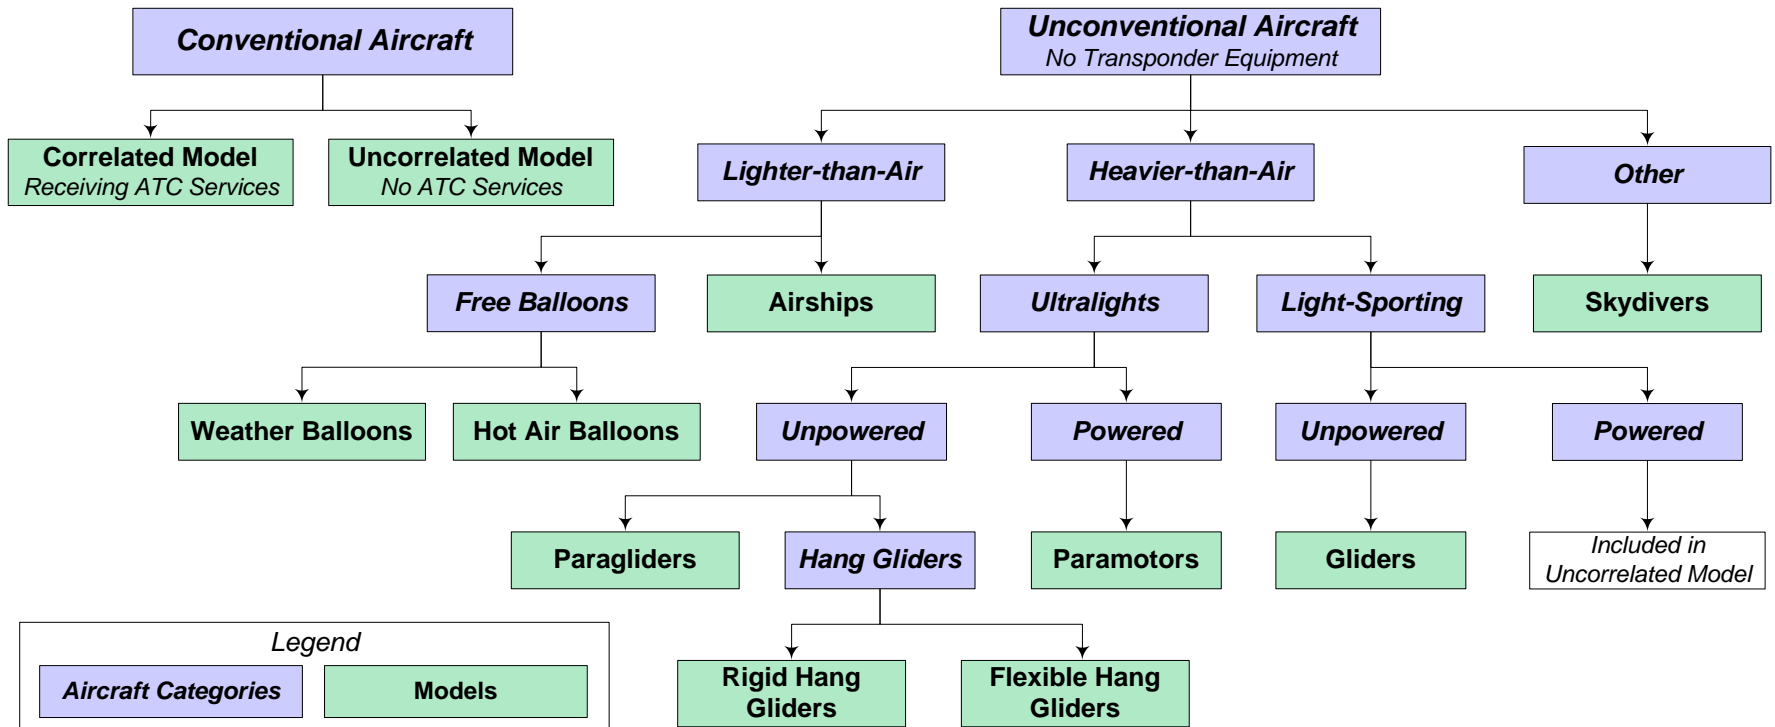 Conventional Aircraft
Unconventional Aircraft
No Transponder Equipment
Correlated Model
Receiving ATC Services
Uncorrelated Model
No ATC Services
Lighter-than-Air
Heavier-than-Air
Other
Free Balloons
Airships
Ultralights
Light-Sporting
Skydivers
Weather Balloons
Hot Air Balloons
Unpowered
Powered
Unpowered
Powered
Paragliders
Hang Gliders
Paramotors
Gliders
Included in
Uncorrelated Model
Legend
Aircraft Categories
Models
Rigid Hang
Gliders
Flexible Hang
Gliders